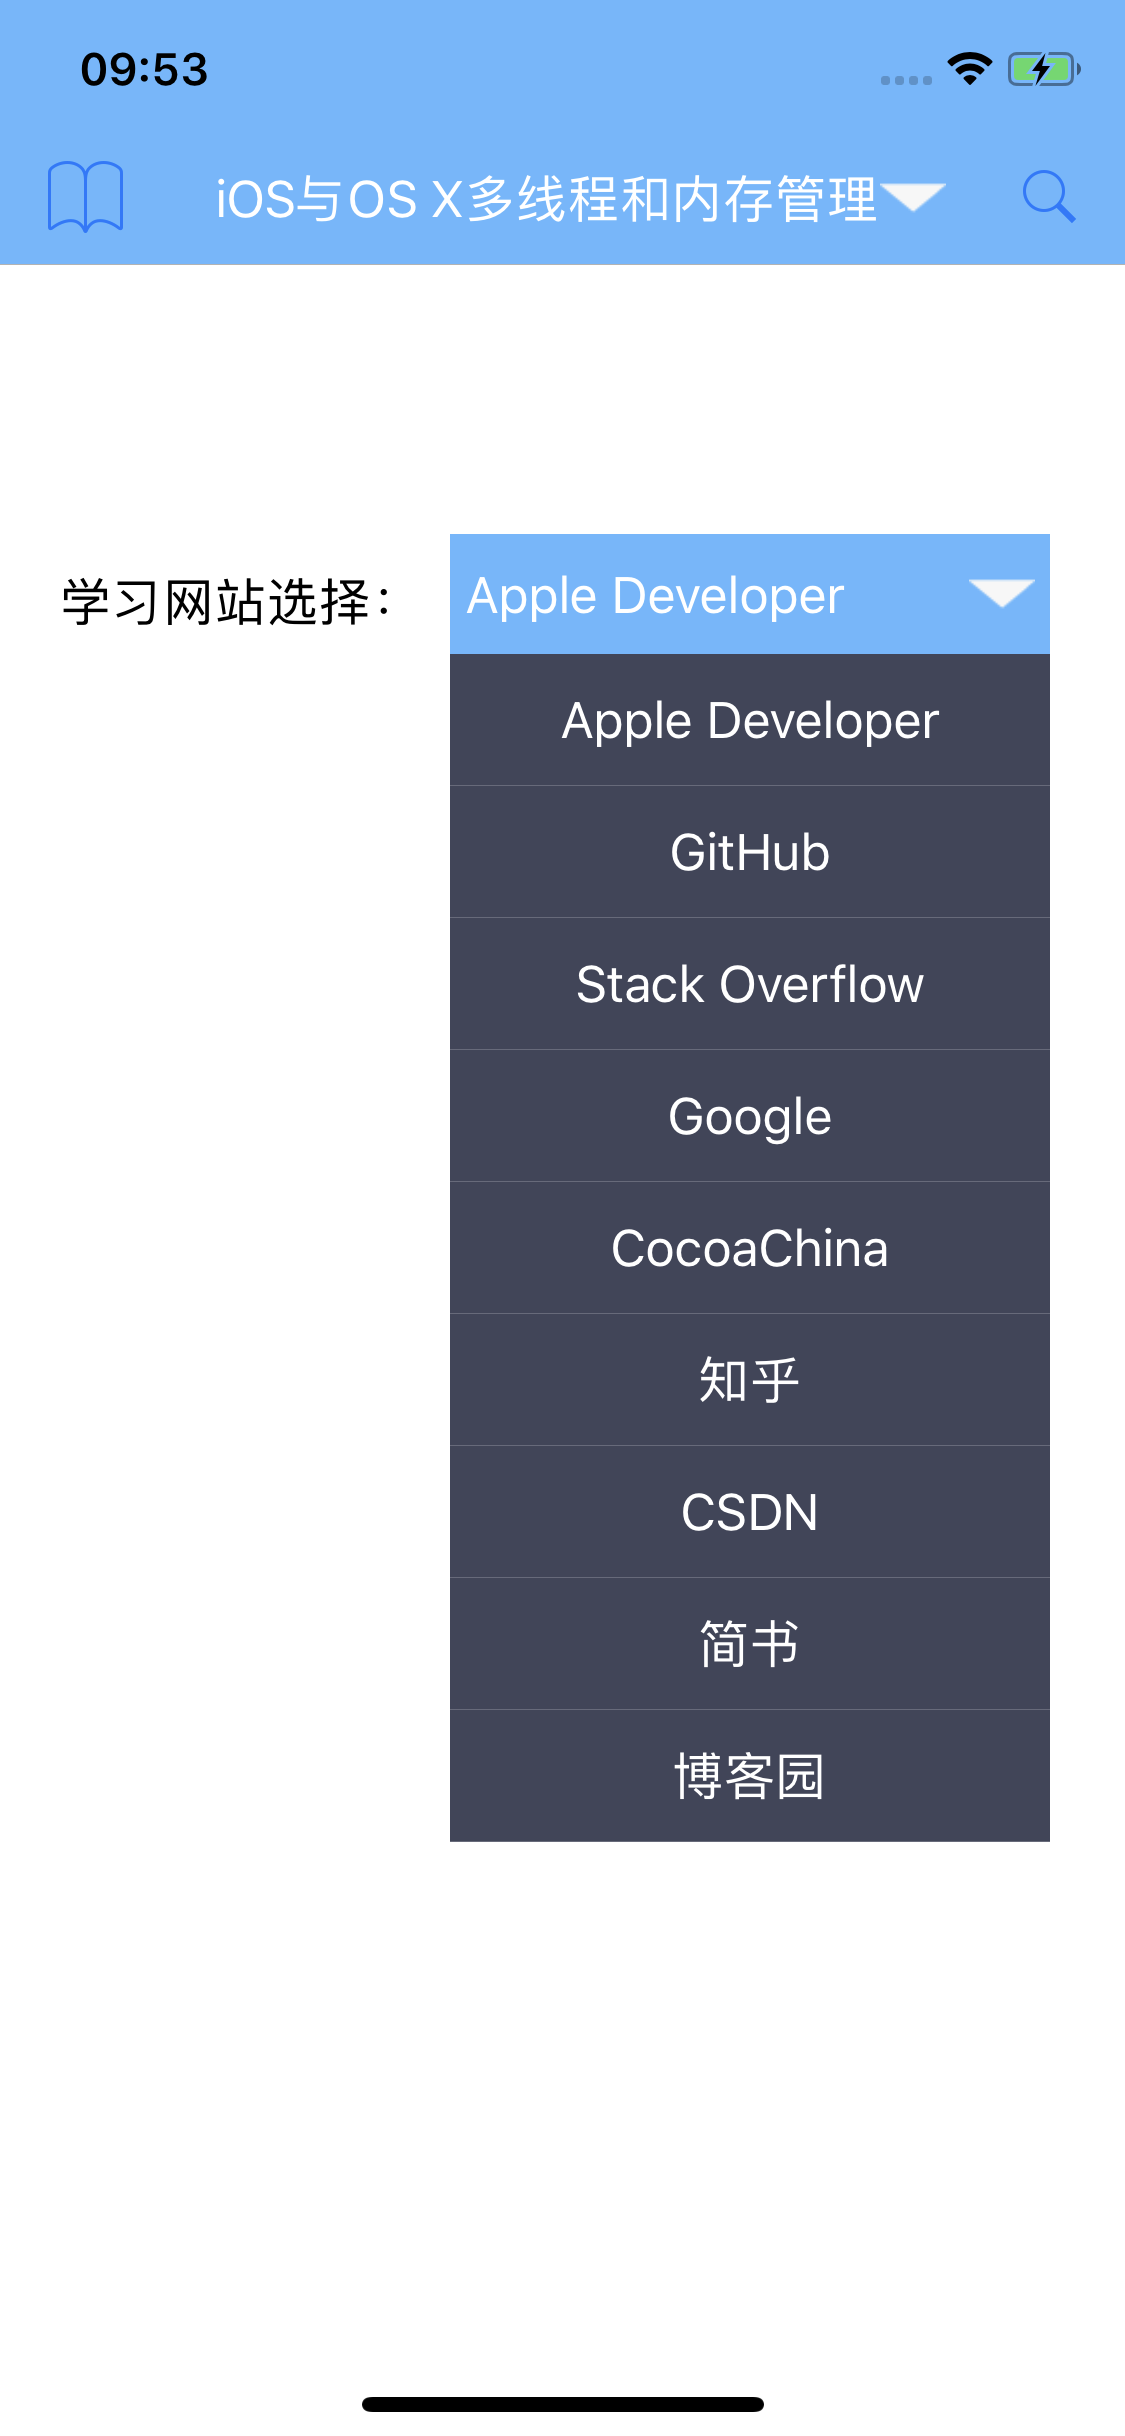 09:53
iOS与OS X多线程和内存管理
学习网站选择：
Apple Developer
Apple Developer
GitHub
Stack Overflow
Google
CocoaChina
知乎
CSDN
简书
博客园